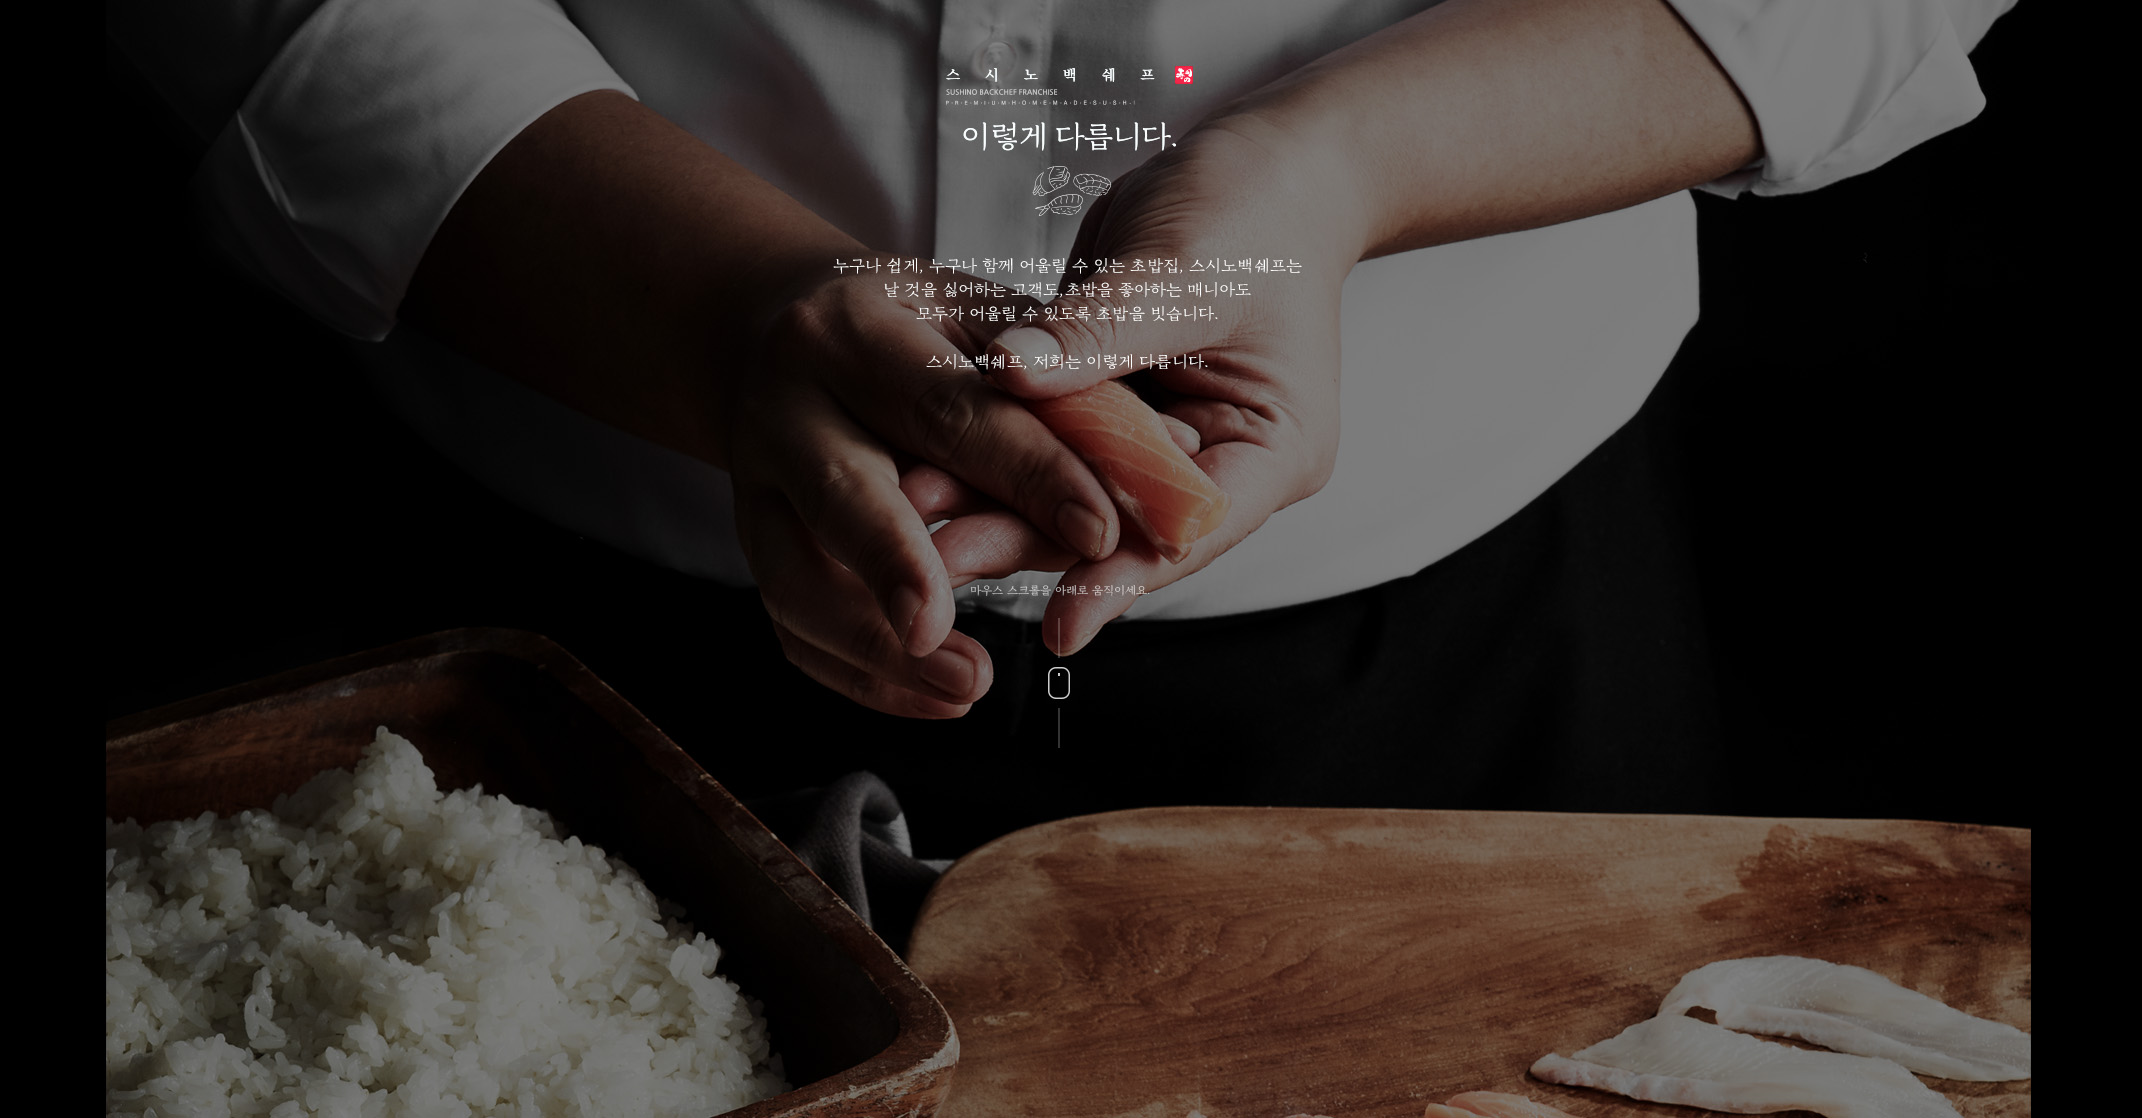 스시노백쉐프
SUSHINO BACKCHEF FRANCHISE
P·R·E·M·I·U·M·H·O·M·E·M·A·D·E·S·U·S·H·I
이렇게 다릅니다.
누구나 쉽게, 누구나 함께 어울릴 수 있는 초밥집, 스시노백쉐프는
날 것을 싫어하는 고객도,초밥을 좋아하는 매니아도
모두가 어울릴 수 있도록 초밥을 빚습니다.
스시노백쉐프, 저희는 이렇게 다릅니다.
마우스 스크롤을 아래로 움직이세요.